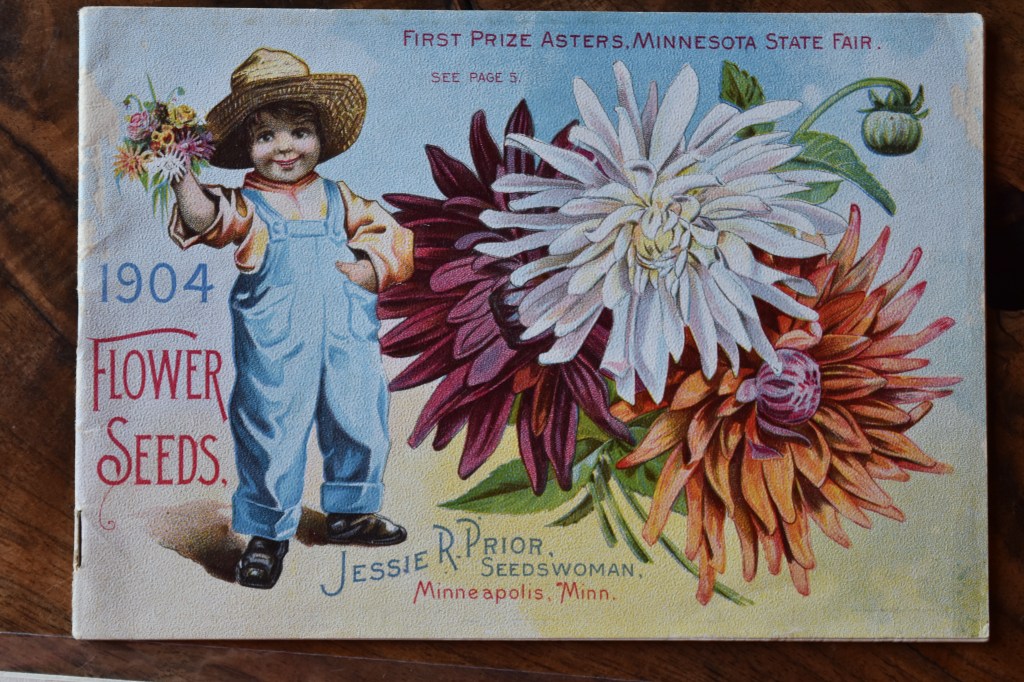 FIRST PRIZE ASTERS, MINNESOTA STATE FAIR.
SEE PAGE 5.
1904
FLOWER
SEEDS.
JESSIE R. PRIOR,
SEEDSWOMAN,
Minneapolis, Minn.